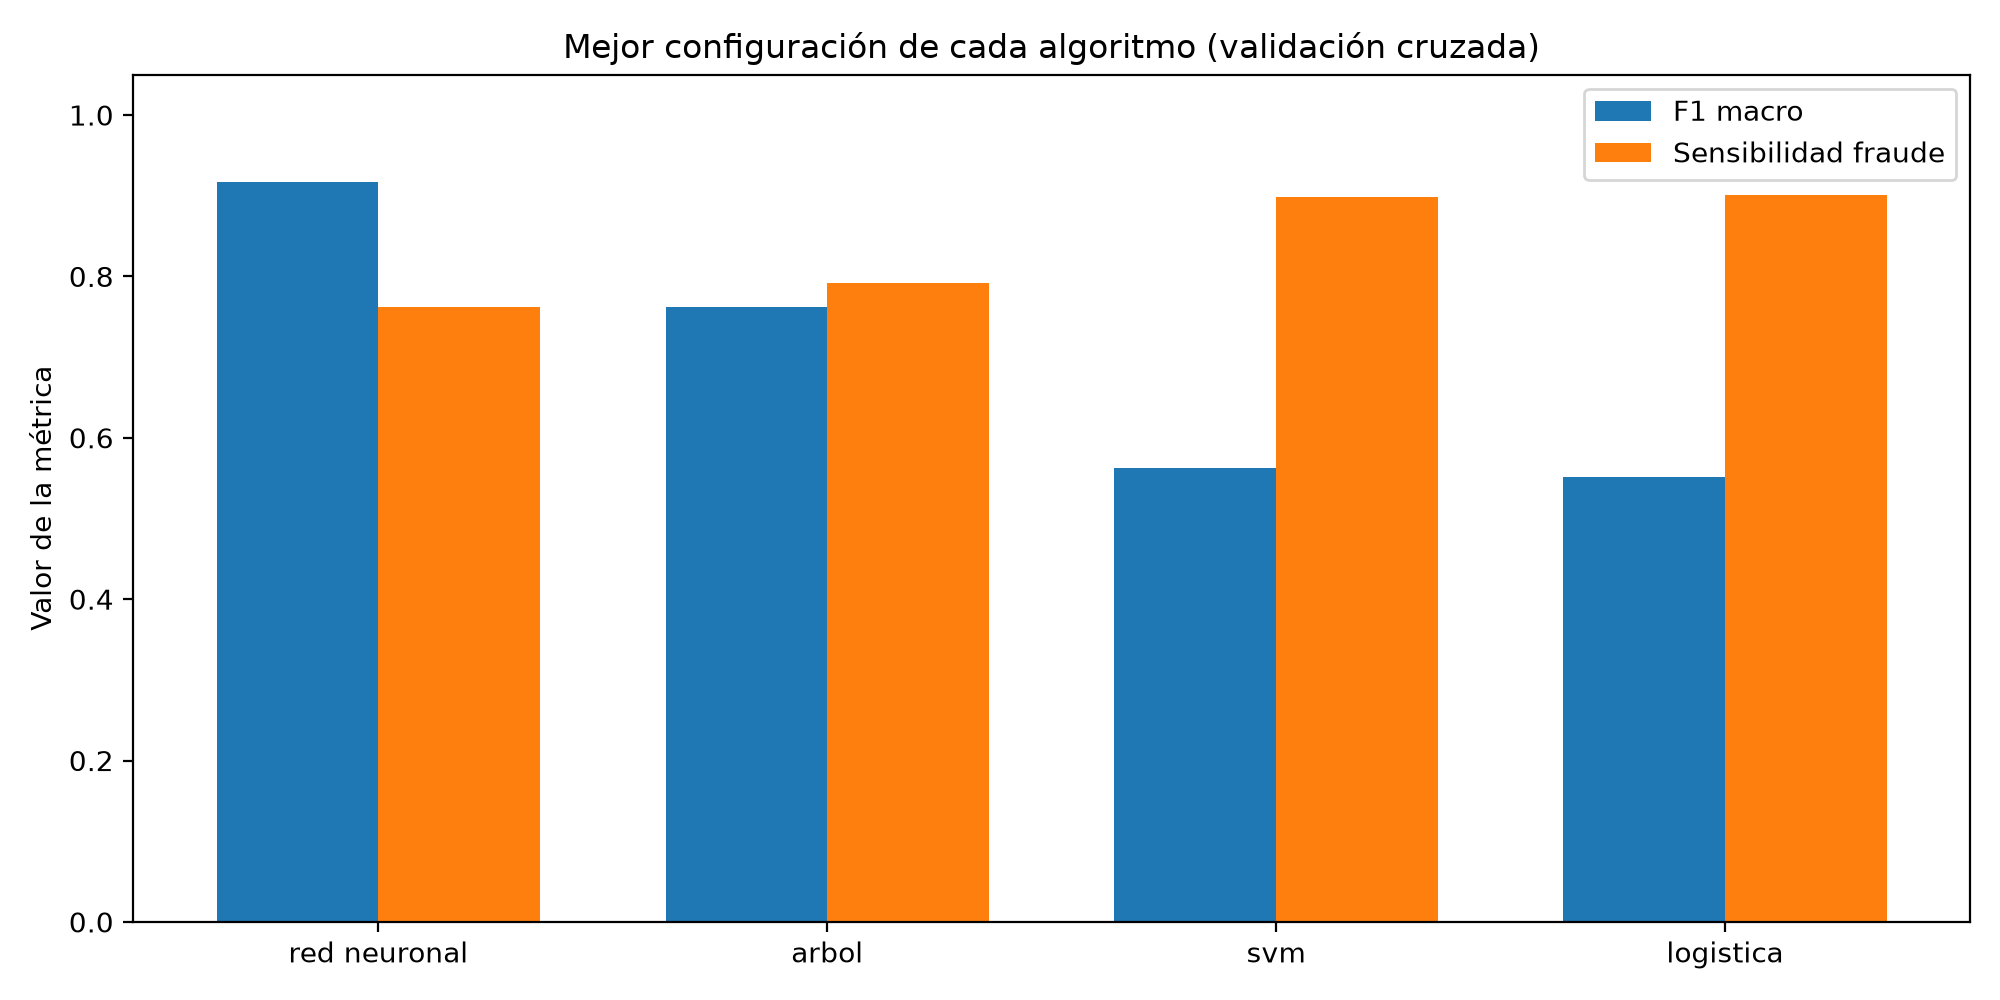 Mejor configuración de cada algoritmo (validación cruzada)
F1 macro
Sensibilidad fraude
Valor de la métrica
1.0
0.8
0.6
0.4
0.2
0.0
red neuronal
arbol
svm
logistica